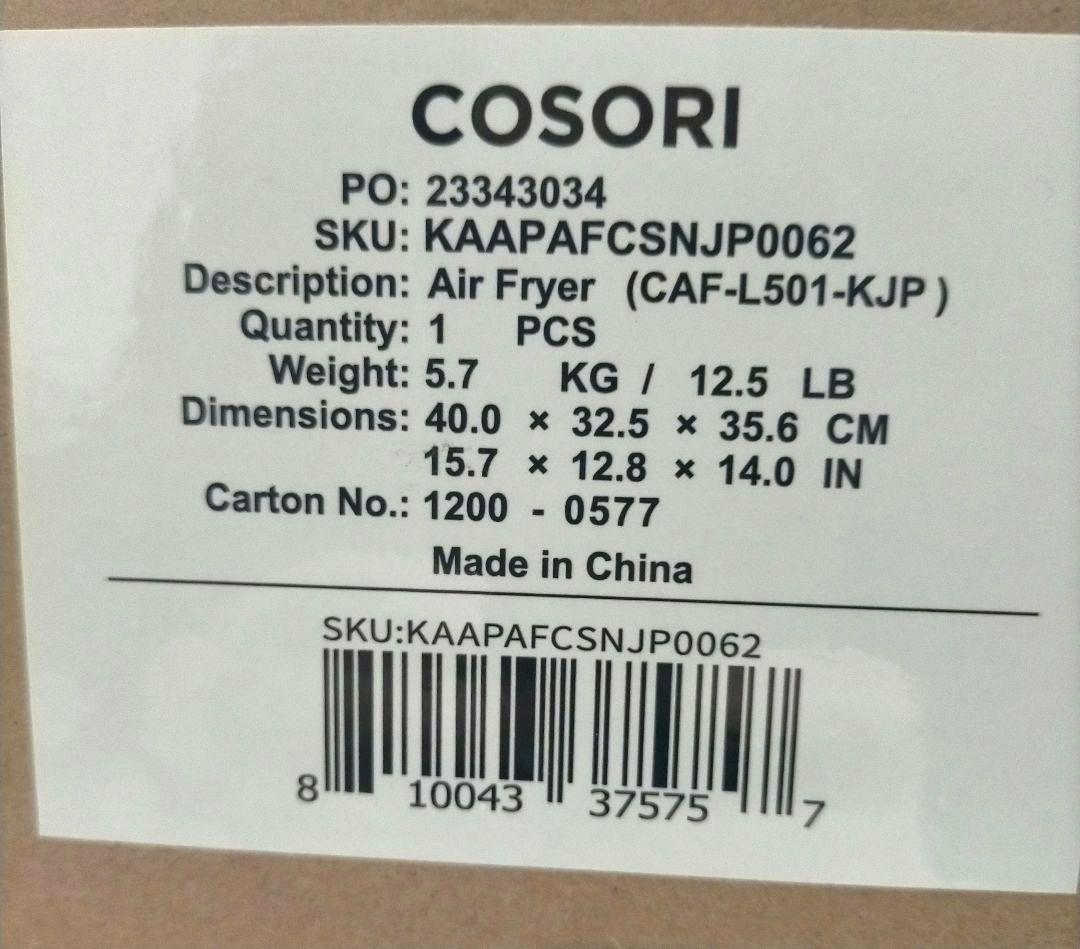 COSORI
PO: 23343034
SKU: KAAPAFCSNJP0062
Description: Air Fryer (CAF-L501-KJP )
Quantity: 1 PCS
Weight: 5.7 KG / 12.5 LB
Dimensions: 40.0 × 32.5 × 35.6 CM
15.7 × 12.8 × 14.0 IN
Carton No.: 1200 - 0577
Made in China
SKU:KAAPAFCSNJP0062
8 10043 37575 7